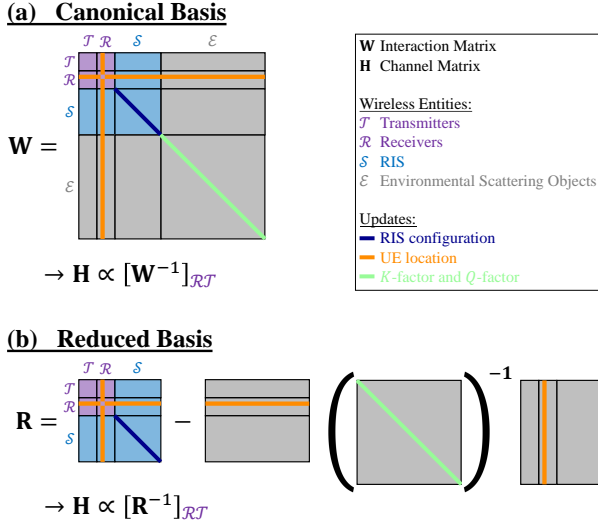 (a) Canonical Basis
𝒯 ℛ 𝒮 ℰ
𝒯
ℛ
𝒮
ℰ
W =
→ H ∝ [W⁻¹]ℛ𝒯
W Interaction Matrix
H Channel Matrix
Wireless Entities:
𝒯 Transmitters
ℛ Receivers
𝒮 RIS
ℰ Environmental Scattering Objects
Updates:
RIS configuration
UE location
K-factor and Q-factor
(b) Reduced Basis
𝒯 ℛ 𝒮
𝒯
ℛ
𝒮
R = − ( )⁻¹
→ H ∝ [R⁻¹]ℛ𝒯